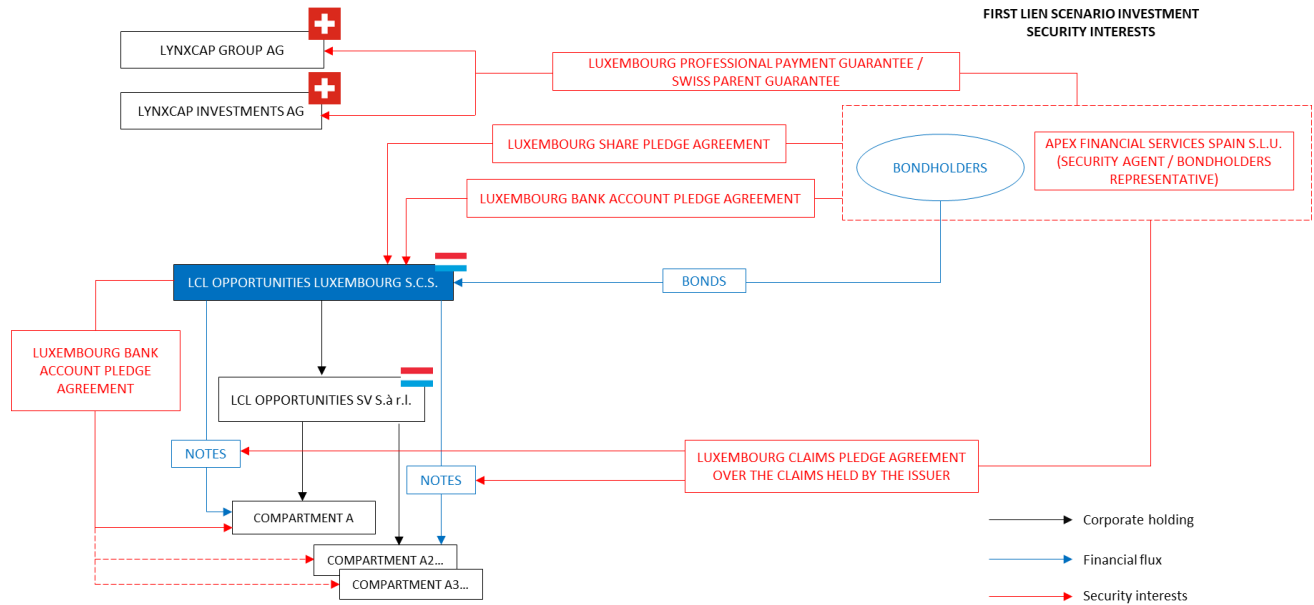 FIRST LIEN SCENARIO INVESTMENT
SECURITY INTERESTS
LYNXCAP GROUP AG
LYNXCAP INVESTMENTS AG
LUXEMBOURG PROFESSIONAL PAYMENT GUARANTEE /
SWISS PARENT GUARANTEE
LUXEMBOURG SHARE PLEDGE AGREEMENT
LUXEMBOURG BANK ACCOUNT PLEDGE AGREEMENT
BONDHOLDERS
APEX FINANCIAL SERVICES SPAIN S.L.U.
(SECURITY AGENT / BONDHOLDERS
REPRESENTATIVE)
LCL OPPORTUNITIES LUXEMBOURG S.C.S.
BONDS
LUXEMBOURG BANK
ACCOUNT PLEDGE
AGREEMENT
LCL OPPORTUNITIES SV S.à r.l.
NOTES
NOTES
LUXEMBOURG CLAIMS PLEDGE AGREEMENT
OVER THE CLAIMS HELD BY THE ISSUER
COMPARTMENT A
COMPARTMENT A2...
COMPARTMENT A3...
Corporate holding
Financial flux
Security interests